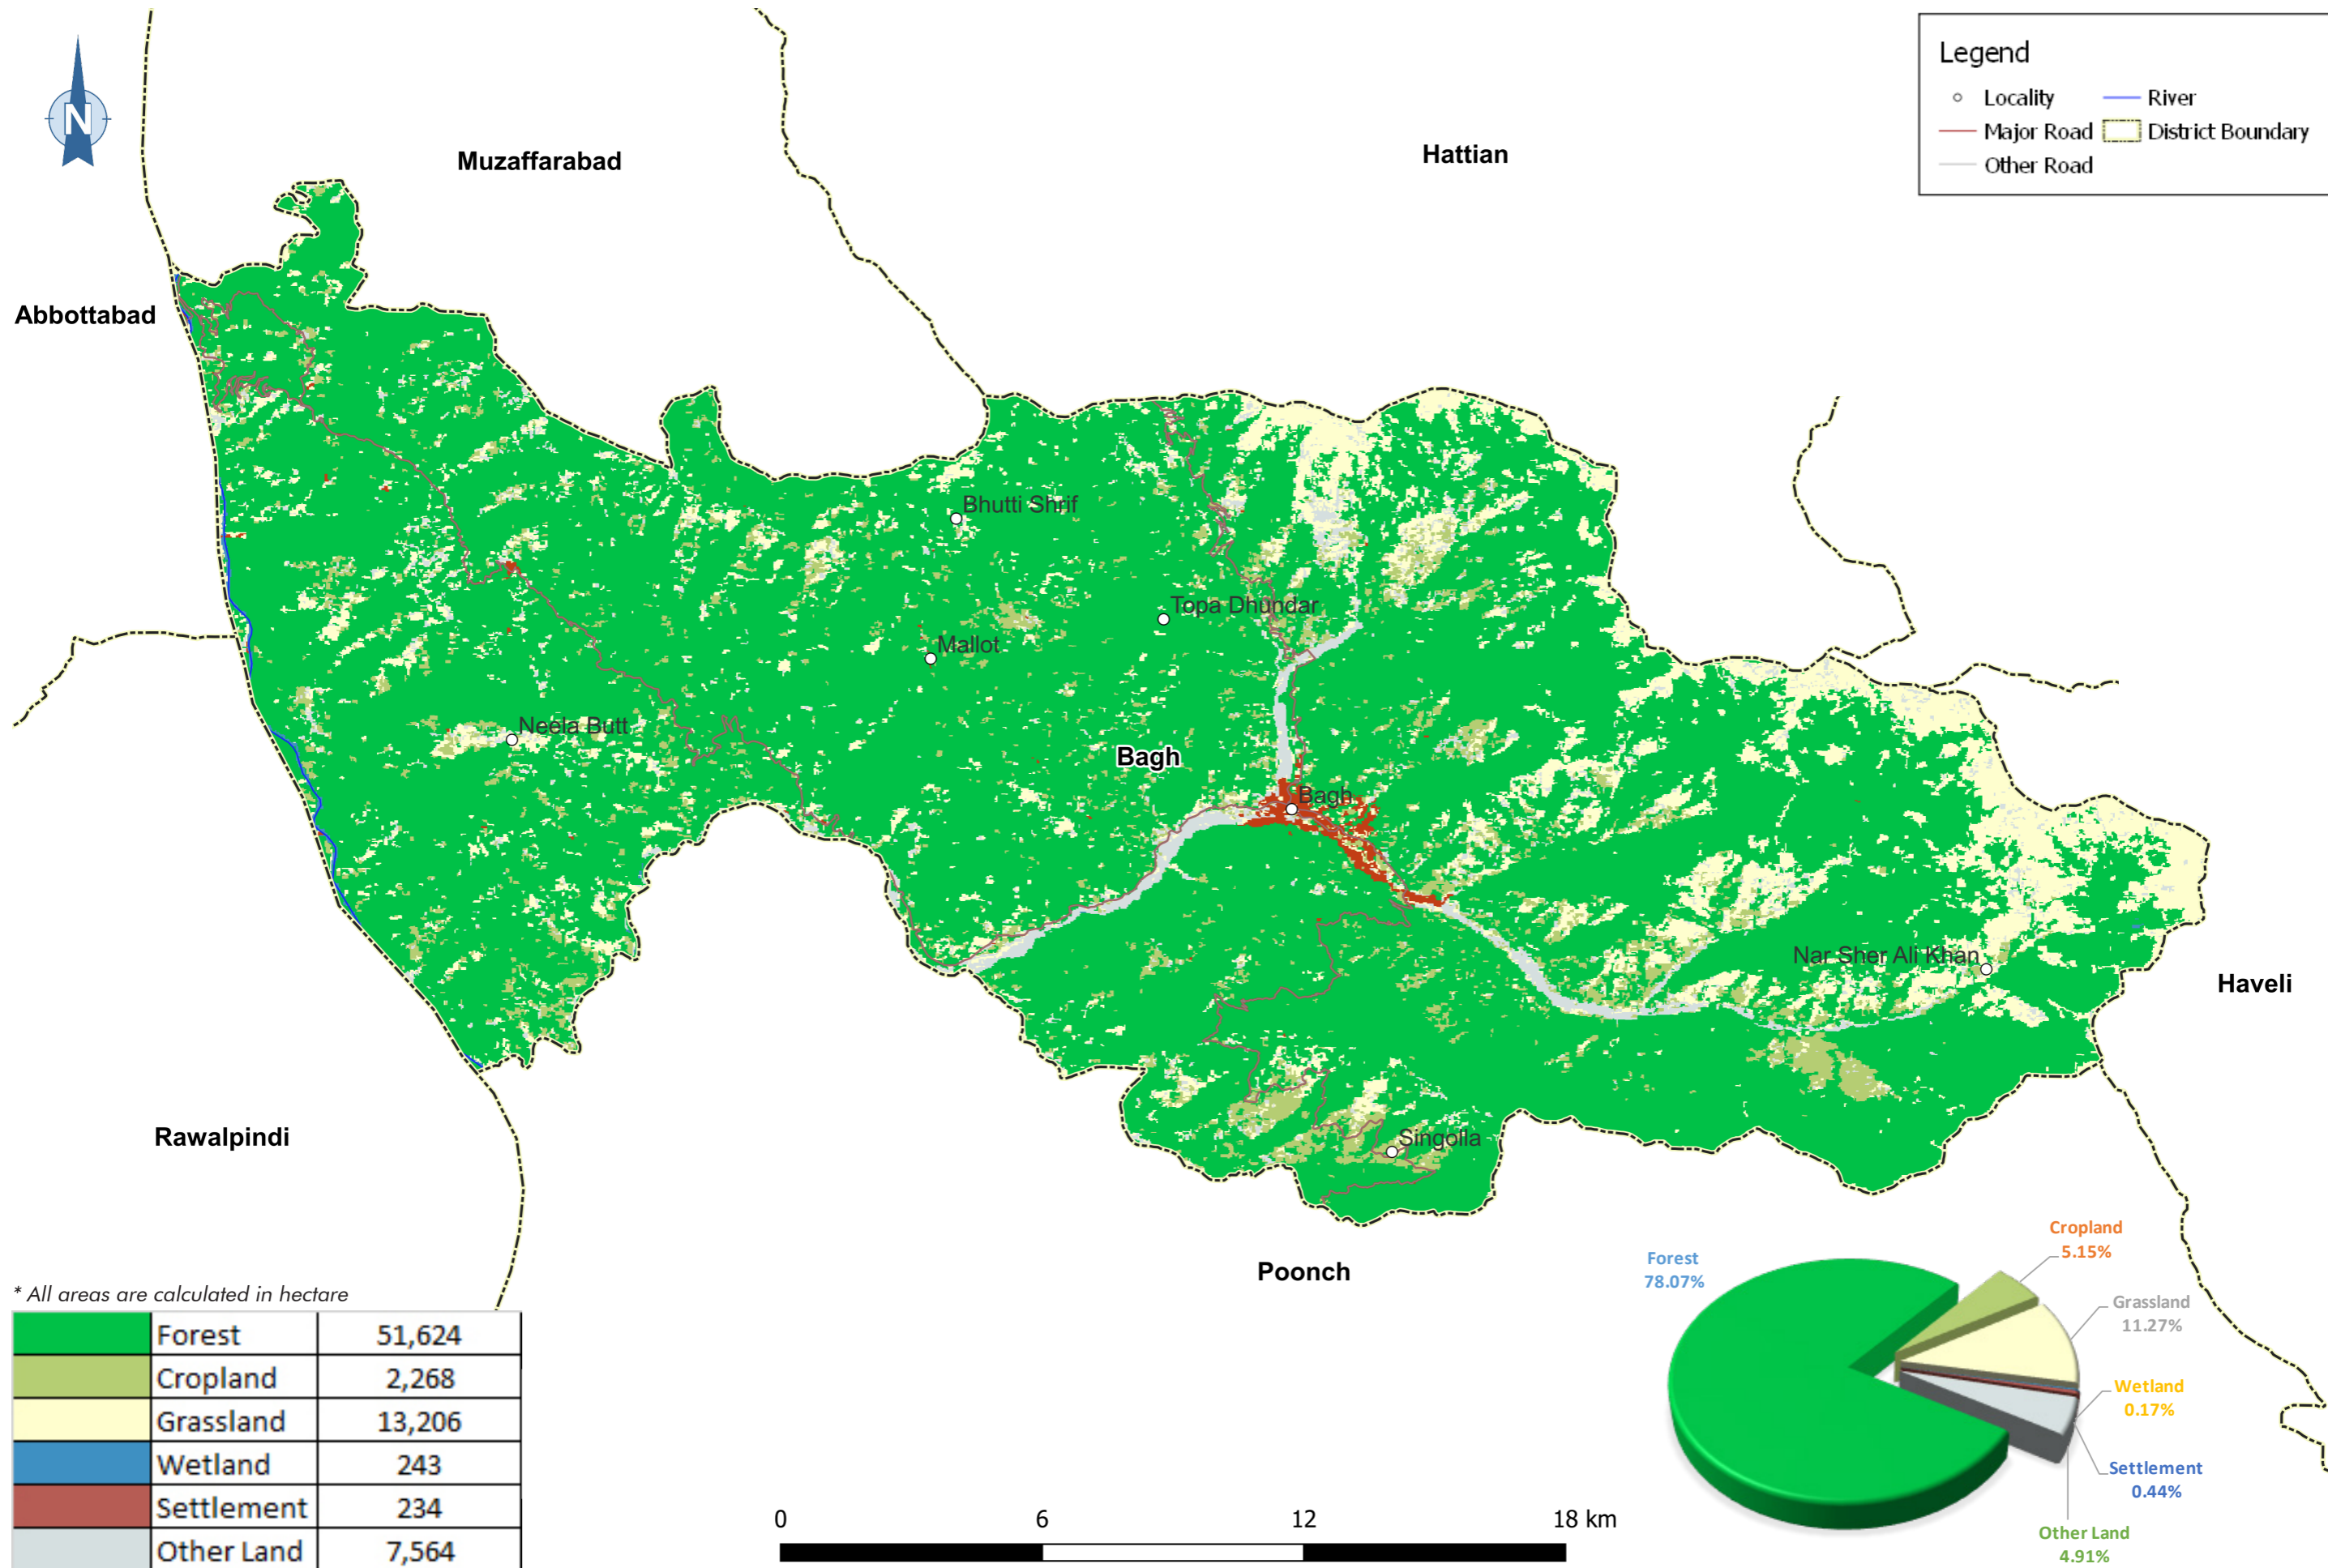 N
Legend
Locality
River
Major Road
District Boundary
Other Road
Muzaffarabad
Hattian
Abbottabad
Bhutti Shrif
Topa Dhundar
Mallot
Neela Butt
Bagh
Bagh
Nar Sher Ali Khan
Haveli
Rawalpindi
Singolla
Poonch
* All areas are calculated in hectare
Forest 51,624
Cropland 2,268
Grassland 13,206
Wetland 243
Settlement 234
Other Land 7,564
0 6 12 18 km
Forest
78.07%
Cropland
5.15%
Grassland
11.27%
Wetland
0.17%
Settlement
0.44%
Other Land
4.91%